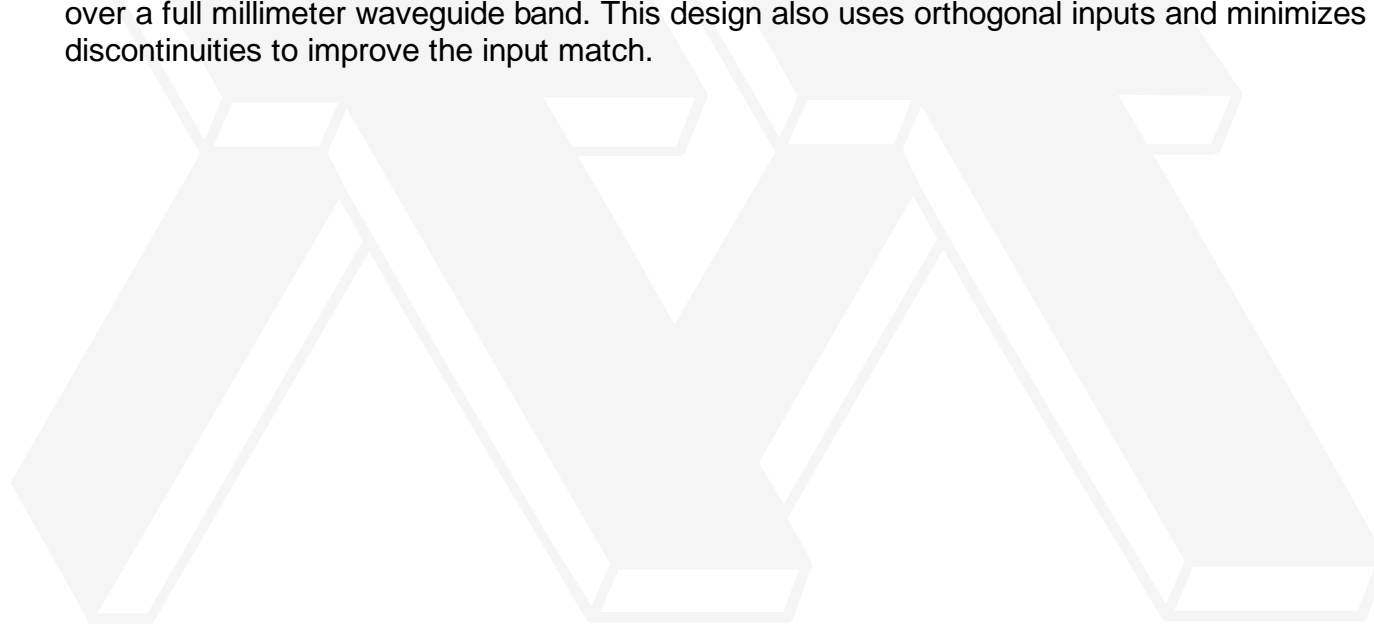 over a full millimeter waveguide band. This design also uses orthogonal inputs and minimizes
discontinuities to improve the input match.